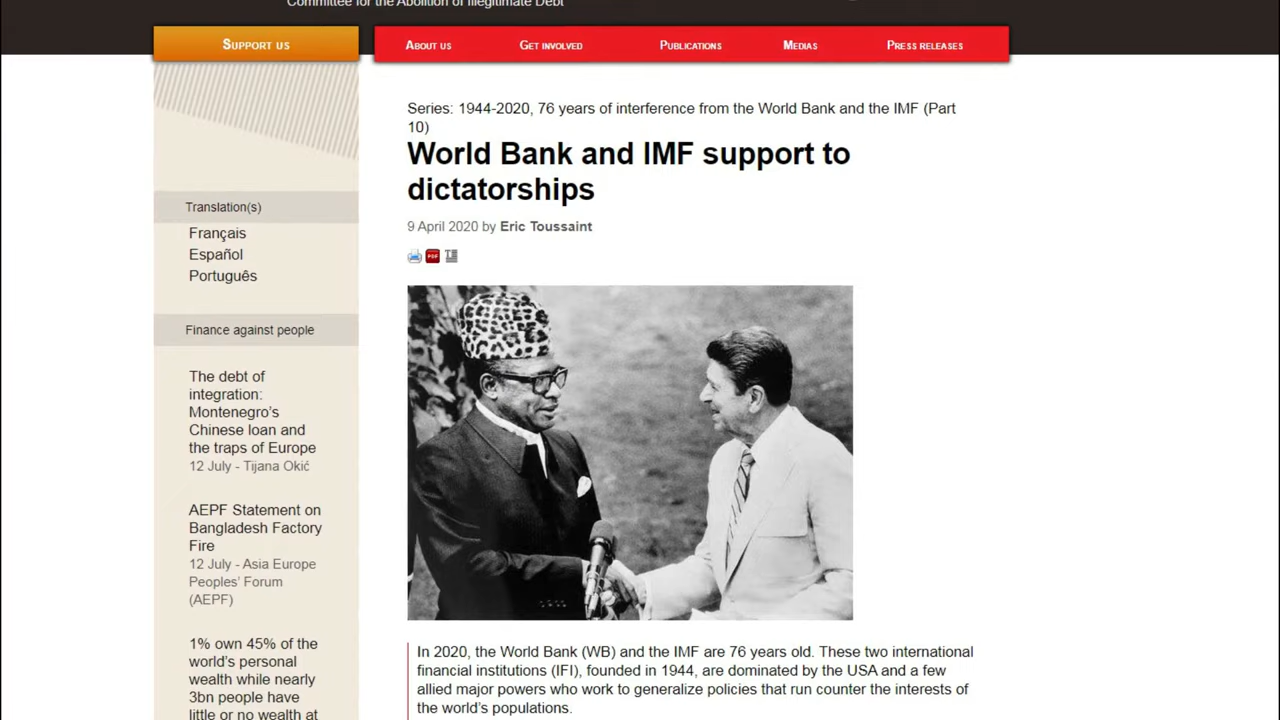 Committee for the Abolition of Illegitimate Debt
Support us
About us
Get involved
Publications
Medias
Press releases
Series: 1944-2020, 76 years of interference from the World Bank and the IMF (Part
10)
World Bank and IMF support to
dictatorships
9 April 2020 by Eric Toussaint
PDF
Translation(s)
Français
Español
Português
Finance against people
The debt of
integration:
Montenegro's
Chinese loan and
the traps of Europe
12 July - Tijana Okić
AEPF Statement on
Bangladesh Factory
Fire
12 July - Asia Europe
Peoples' Forum
(AEPF)
1% own 45% of the
world's personal
wealth while nearly
3bn people have
little or no wealth at
In 2020, the World Bank (WB) and the IMF are 76 years old. These two international
financial institutions (IFI), founded in 1944, are dominated by the USA and a few
allied major powers who work to generalize policies that run counter the interests of
the world's populations.